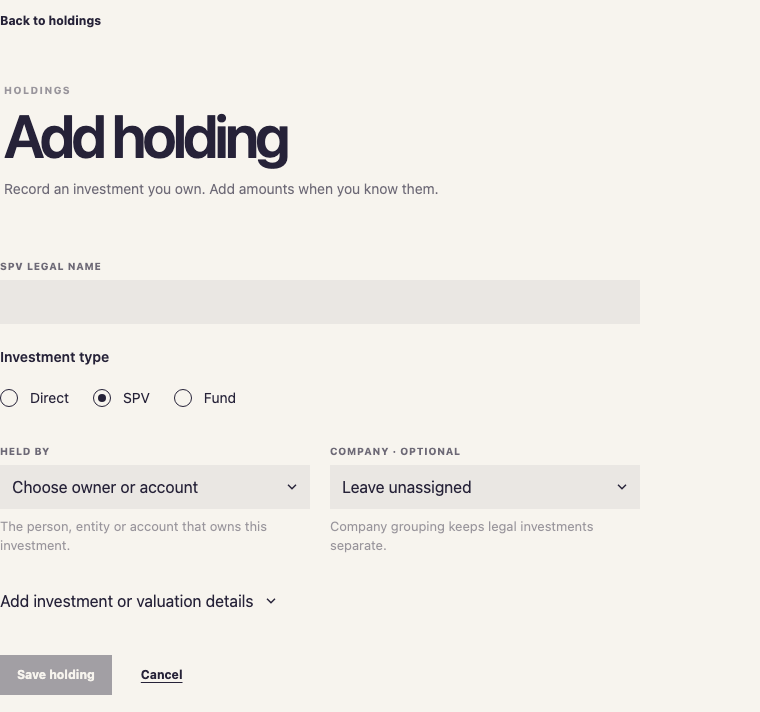 Back to holdings
HOLDINGS
Add holding
Record an investment you own. Add amounts when you know them.
SPV LEGAL NAME
Investment type
Direct
SPV
Fund
HELD BY
Choose owner or account
The person, entity or account that owns this
investment.
COMPANY · OPTIONAL
Leave unassigned
Company grouping keeps legal investments
separate.
Add investment or valuation details
Save holding
Cancel